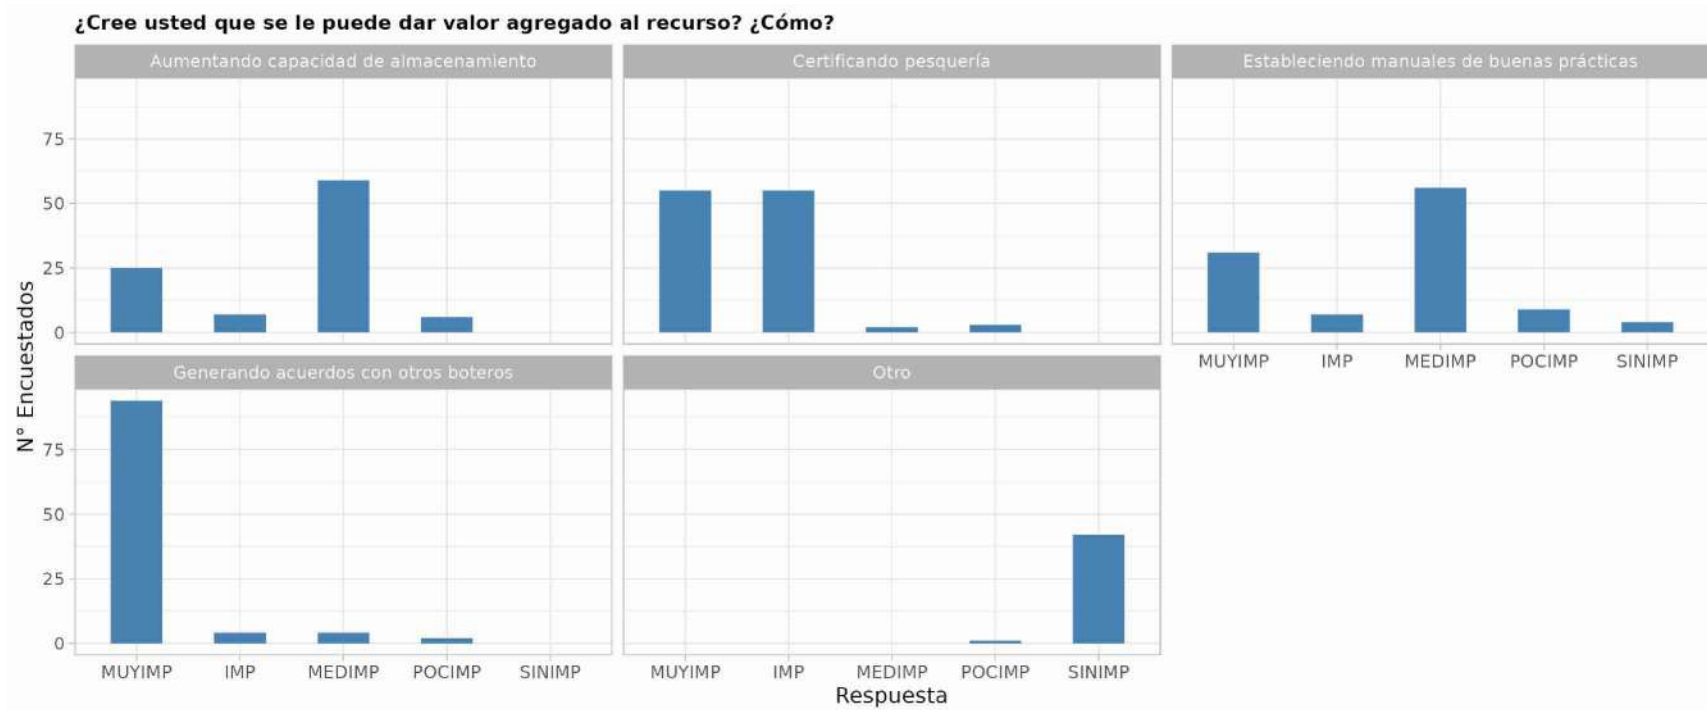 ¿Cree usted que se le puede dar valor agregado al recurso? ¿Cómo?
Aumentando capacidad de almacenamiento
Certificando pesquería
Estableciendo manuales de buenas prácticas
75
50
25
0
MUYIMP IMP MEDIMP POCIMP SINIMP
Generando acuerdos con otros boteros
Otro
75
50
25
0
MUYIMP IMP MEDIMP POCIMP SINIMP
MUYIMP IMP MEDIMP POCIMP SINIMP
N° Encuestados
Respuesta